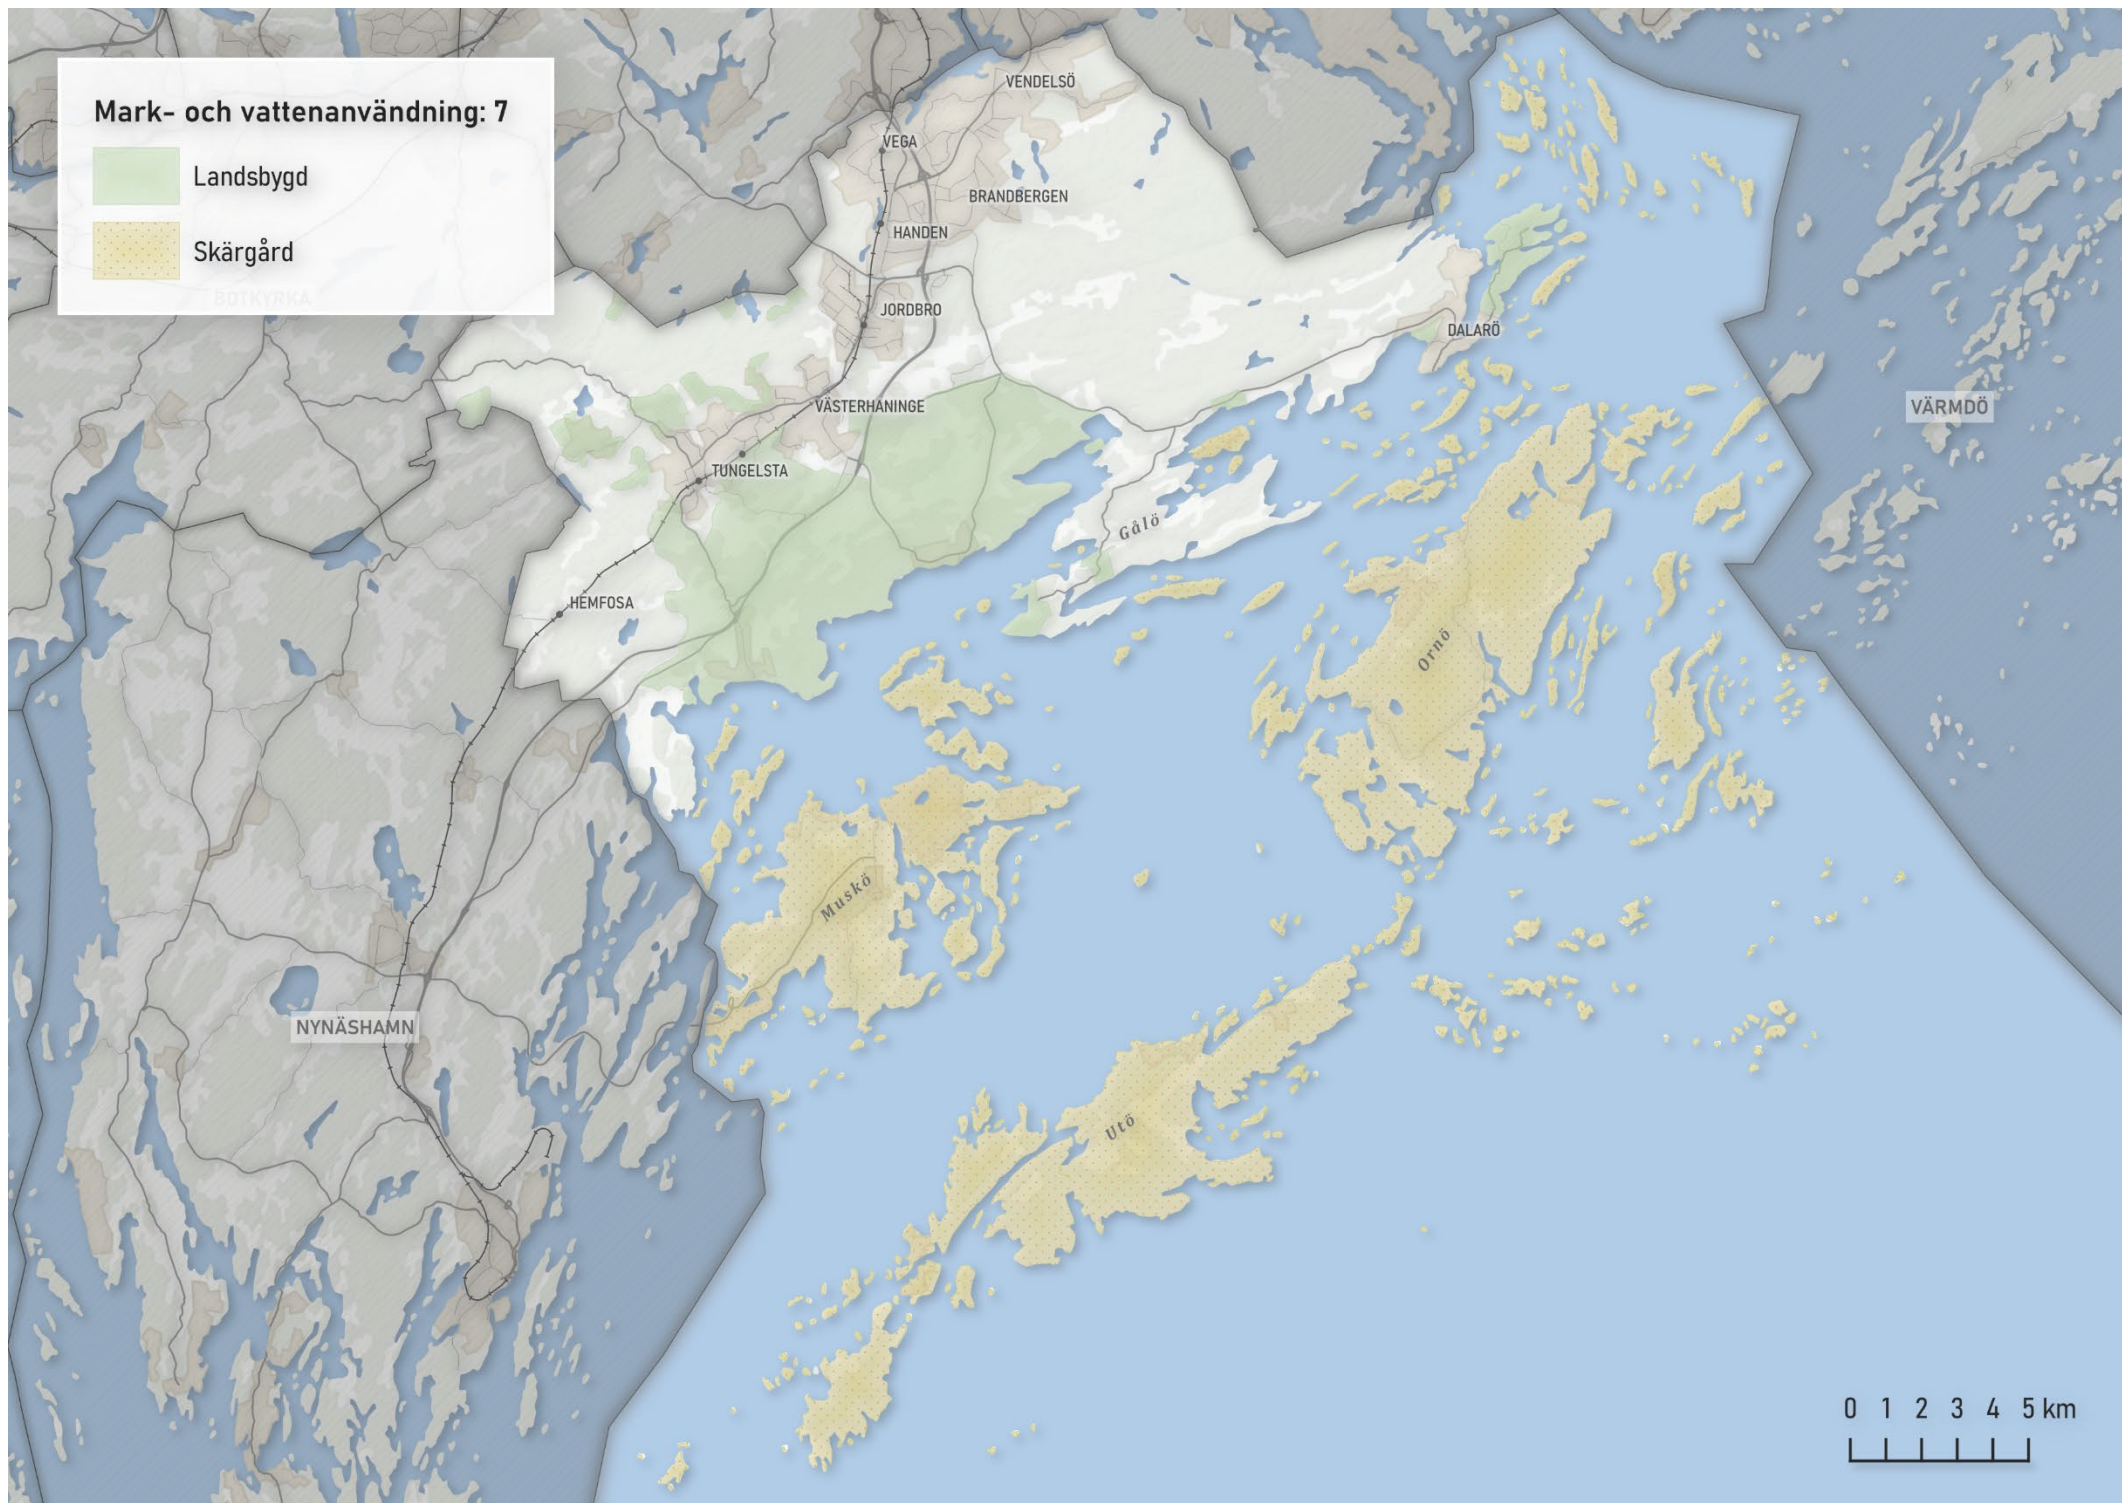 Mark- och vattenanvändning: 7
Landsbygd
Skärgård
BOTKYRKA
VENDELSÖ
VEGA
BRANDBERGEN
HANDEN
JORDBRO
DALARÖ
VÄSTERHANINGE
VÄRMDÖ
TUNGELSTA
Gålö
HEMFOSA
Ornö
Muskö
NYNÄSHAMN
Utö
0 1 2 3 4 5 km